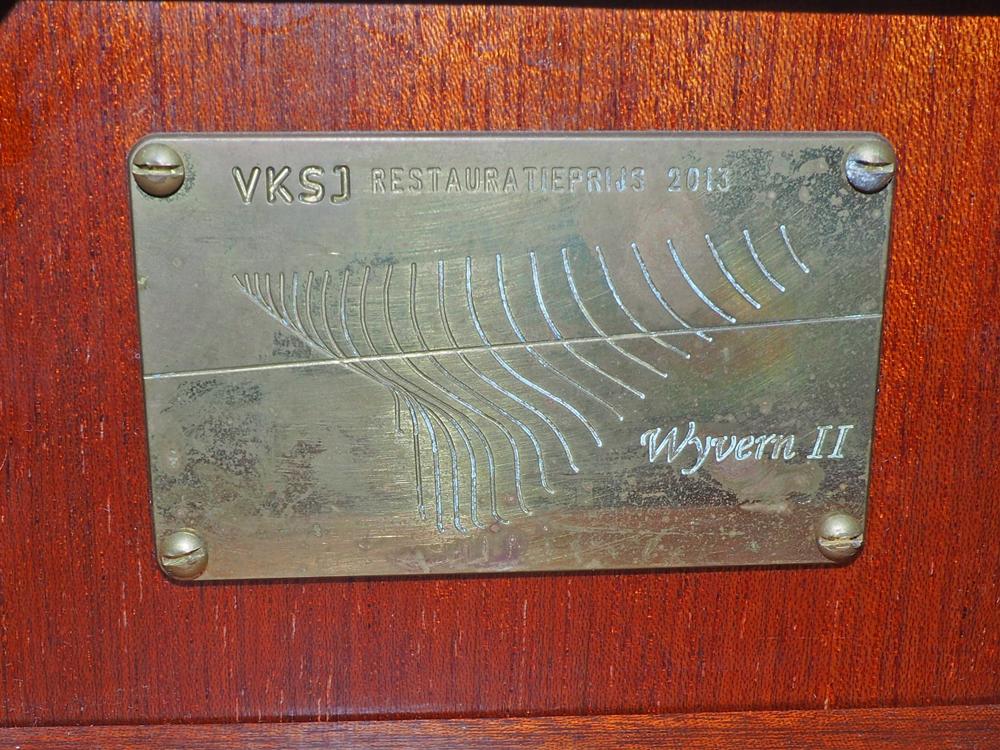 VKSJ RESTAURATIEPRIJS 2013
Wyvern II